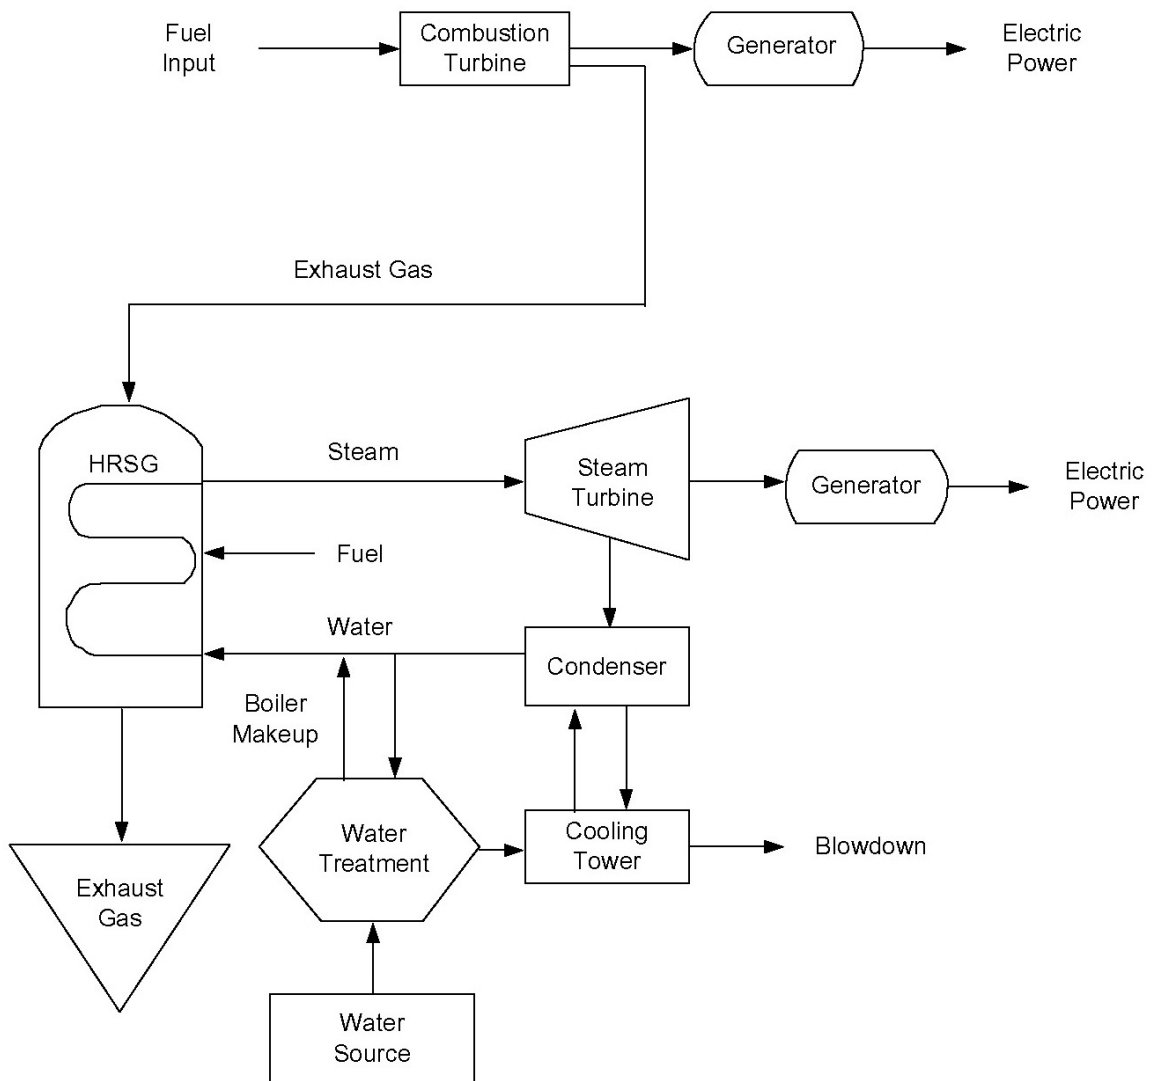 Fuel
Input
Combustion
Turbine
Generator
Electric
Power
Exhaust Gas
HRSG
Steam
Steam
Turbine
Generator
Electric
Power
Fuel
Water
Condenser
Boiler
Makeup
Water
Treatment
Cooling
Tower
Blowdown
Exhaust
Gas
Water
Source